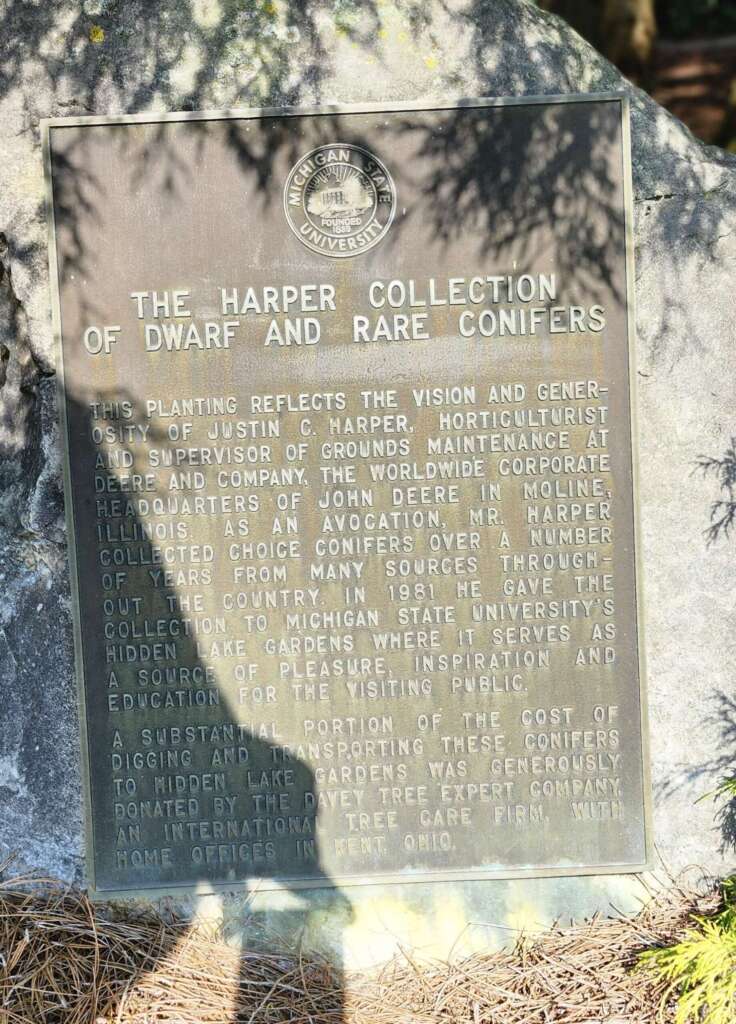 MICHIGAN STATE
UNIVERSITY
FOUNDED
THE HARPER COLLECTION
OF DWARF AND RARE CONIFERS
THIS PLANTING REFLECTS THE VISION AND GENER-
OSITY OF JUSTIN C. HARPER, HORTICULTURIST
AND SUPERVISOR OF GROUNDS MAINTENANCE AT
DEERE AND COMPANY, THE WORLDWIDE CORPORATE
HEADQUARTERS OF JOHN DEERE IN MOLINE,
ILLINOIS. AS AN AVOCATION, MR. HARPER
COLLECTED CHOICE CONIFERS OVER A NUMBER
OF YEARS FROM MANY SOURCES THROUGH-
OUT THE COUNTRY. IN 1981 HE GAVE THE
COLLECTION TO MICHIGAN STATE UNIVERSITY'S
HIDDEN LAKE GARDENS WHERE IT SERVES AS
A SOURCE OF PLEASURE, INSPIRATION AND
EDUCATION FOR THE VISITING PUBLIC.
A SUBSTANTIAL PORTION OF THE COST OF
DIGGING AND TRANSPORTING THESE CONIFERS
TO HIDDEN LAKE GARDENS WAS GENEROUSLY
DONATED BY THE DAVEY TREE EXPERT COMPANY,
AN INTERNATIONAL TREE CARE FIRM, WITH
HOME OFFICES IN KENT, OHIO.